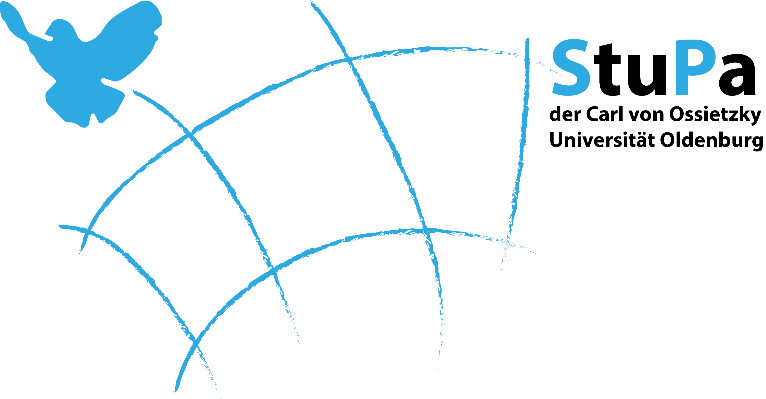 StuPa
der Carl von Ossietzky
Universität Oldenburg